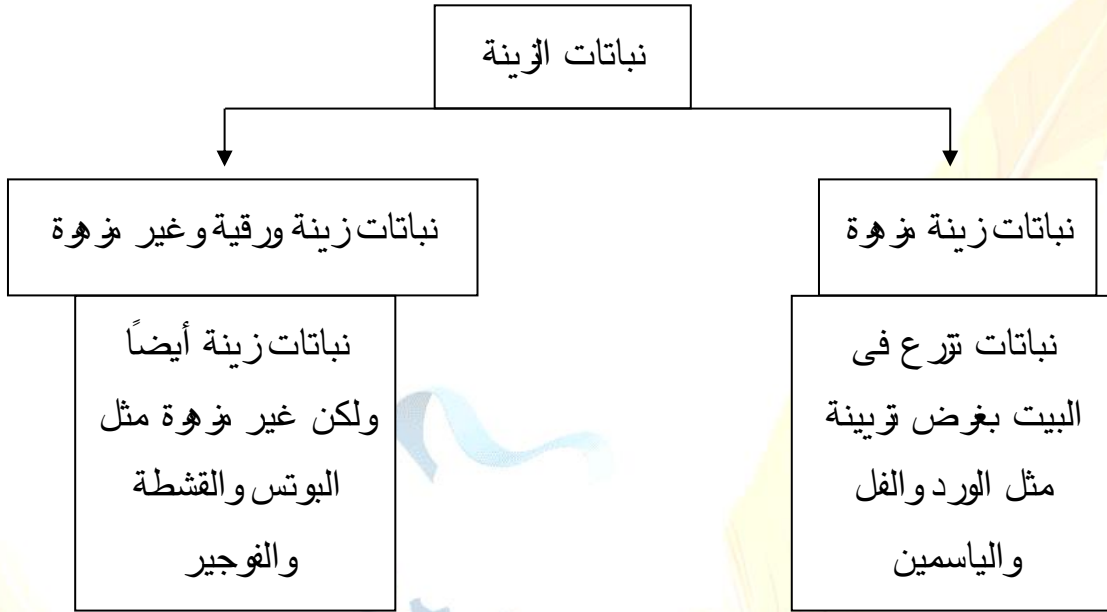 نباتات الزينة
نباتات زينة مزهرة
نباتات تزرع فى
البيت بغرض تزيينة
مثل الورد والفل
والياسمين
نباتات زينة ورقية وغير مزهرة
نباتات زينة أيضًا
ولكن غير مزهرة مثل
البوتس والقشطة
والفوجير